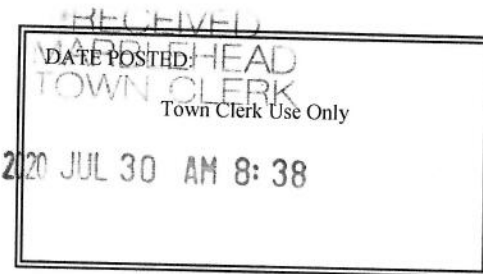 RECEIVED
MARBLEHEAD
DATE POSTED:
TOWN CLERK
Town Clerk Use Only
2020 JUL 30 AM 8:38